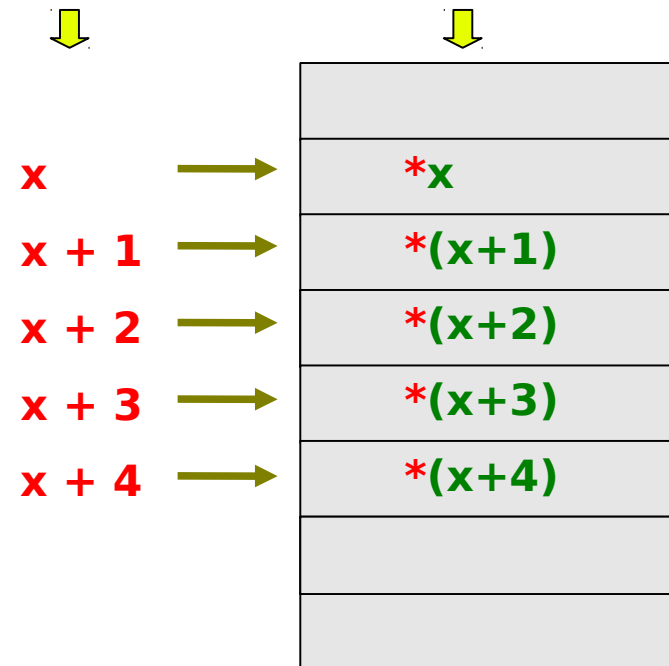 x *x
x + 1 *(x+1)
x + 2 *(x+2)
x + 3 *(x+3)
x + 4 *(x+4)